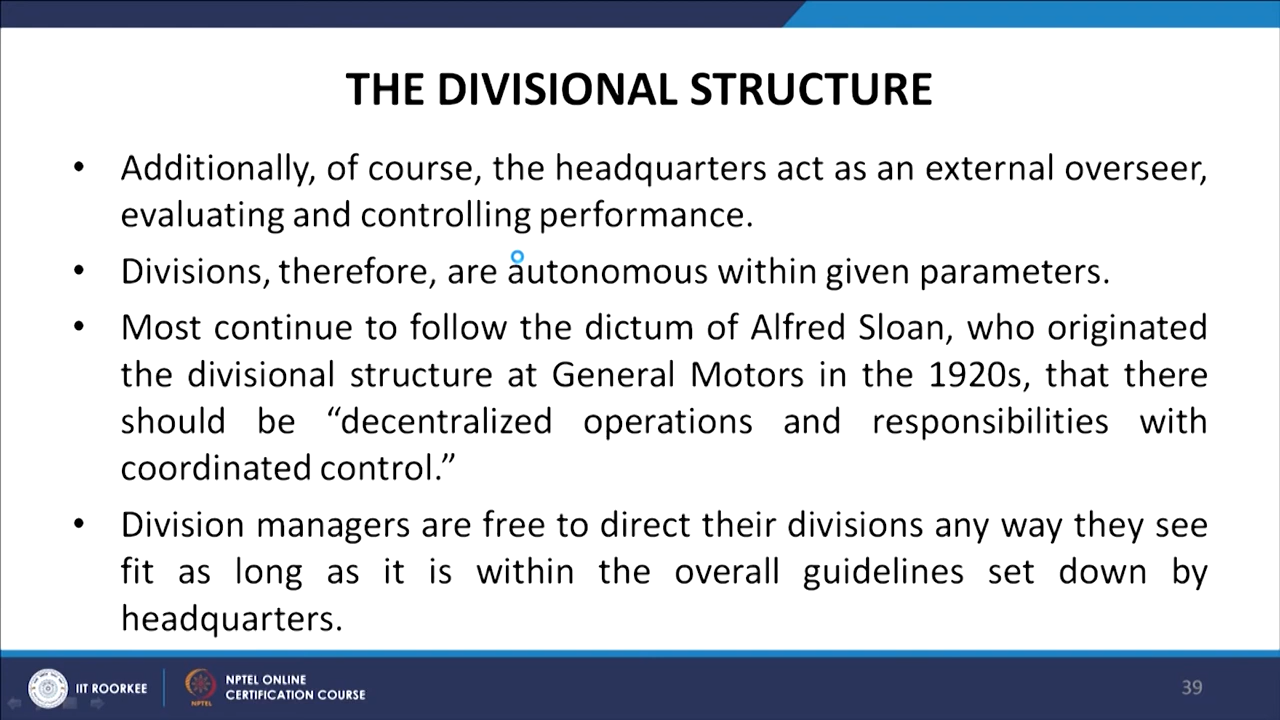 THE DIVISIONAL STRUCTURE
• Additionally, of course, the headquarters act as an external overseer,
evaluating and controlling performance.
• Divisions, therefore, are autonomous within given parameters.
• Most continue to follow the dictum of Alfred Sloan, who originated
the divisional structure at General Motors in the 1920s, that there
should be “decentralized operations and responsibilities with
coordinated control.”
• Division managers are free to direct their divisions any way they see
fit as long as it is within the overall guidelines set down by
headquarters.
IIT ROORKEE
NPTEL
NPTEL ONLINE
CERTIFICATION COURSE
39